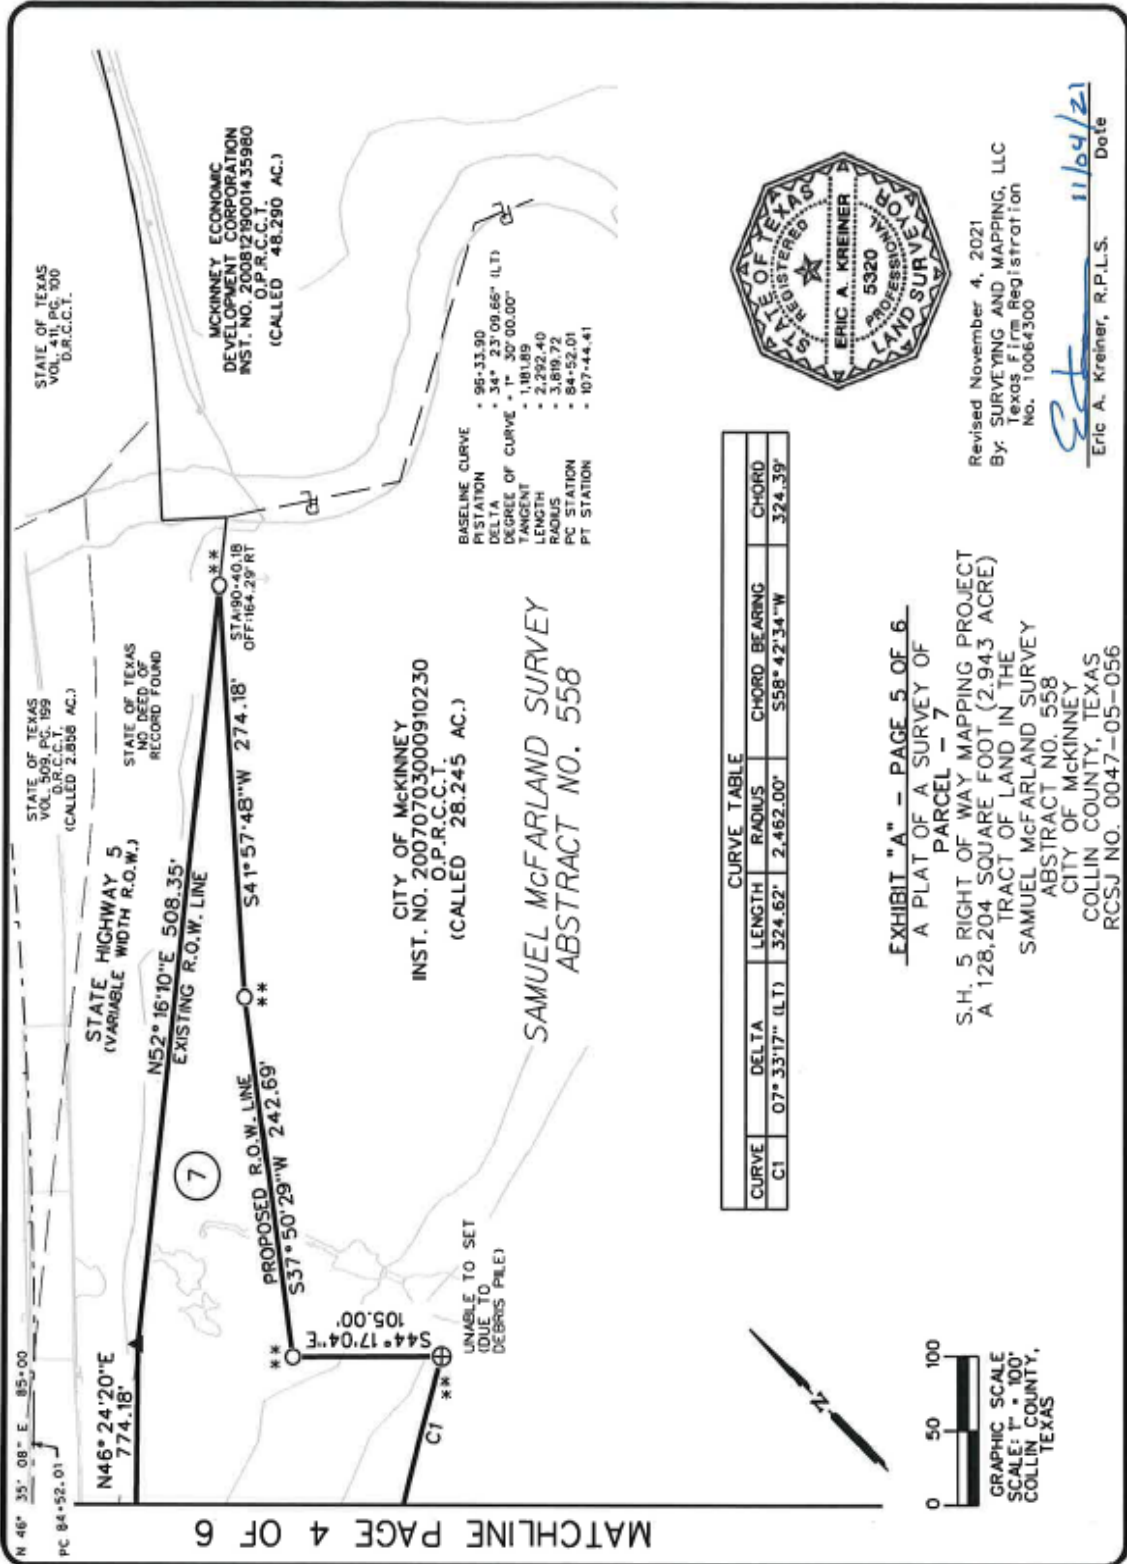 N 46° 35' 08" E 85+00
PC 84+52.01
STATE OF TEXAS
VOL. 509, PG. 199
D.R.C.C.T.
(CALLED 2.858 AC.)
STATE OF TEXAS
VOL. 411, PG. 100
D.R.C.C.T.
STATE HIGHWAY 5
(VARIABLE WIDTH R.O.W.)
STATE OF TEXAS
NO DEED OF
RECORD FOUND
N46°24'20"E
774.18'
N52°16'10"E 508.35'
EXISTING R.O.W. LINE
MCKINNEY ECONOMIC
DEVELOPMENT CORPORATION
INST. NO. 20081219001435980
O.P.R.C.C.T.
(CALLED 48.290 AC.)
7
STA:90+40.18
OFF:164.29' RT
**
S41°57'48"W 274.18'
**
PROPOSED R.O.W. LINE
S37°50'29"W 242.69'
**
S44°17'04"E
105.00'
**
C1
UNABLE TO SET
(DUE TO
DEBRIS PILE)
CITY OF McKINNEY
INST. NO. 20070703000910230
O.P.R.C.C.T.
(CALLED 28.245 AC.)
SAMUEL McFARLAND SURVEY
ABSTRACT NO. 558
BASELINE CURVE
PI STATION = 96+33.90
DELTA = 34° 23' 09.66" (LT)
DEGREE OF CURVE = 1° 30' 00.00"
TANGENT = 1,181.89
LENGTH = 2,292.40
RADIUS = 3,819.72
PC STATION = 84+52.01
PT STATION = 107+44.41
MATCHLINE PAGE 4 OF 6
CURVE TABLE
CURVE DELTA LENGTH RADIUS CHORD BEARING CHORD
C1 07°33'17" (LT) 324.62' 2,462.00' S58°42'34"W 324.39'
N
0 50 100
GRAPHIC SCALE
SCALE: 1" = 100'
COLLIN COUNTY,
TEXAS
EXHIBIT "A" - PAGE 5 OF 6
A PLAT OF A SURVEY OF
PARCEL - 7
S.H. 5 RIGHT OF WAY MAPPING PROJECT
A 128,204 SQUARE FOOT (2.943 ACRE)
TRACT OF LAND IN THE
SAMUEL McFARLAND SURVEY
ABSTRACT NO. 558
CITY OF McKINNEY
COLLIN COUNTY, TEXAS
RCSJ NO. 0047-05-056
STATE OF TEXAS
REGISTERED
ERIC A. KREINER
5320
PROFESSIONAL
LAND SURVEYOR
Revised November 4, 2021
By: SURVEYING AND MAPPING, LLC
Texas Firm Registration
No. 10064300
11/04/21
Eric A. Kreiner, R.P.L.S. Date